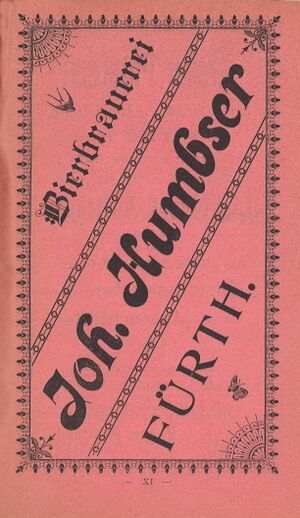 Bierbrauerei
Joh. Humbser
FÜRTH.
— XI —